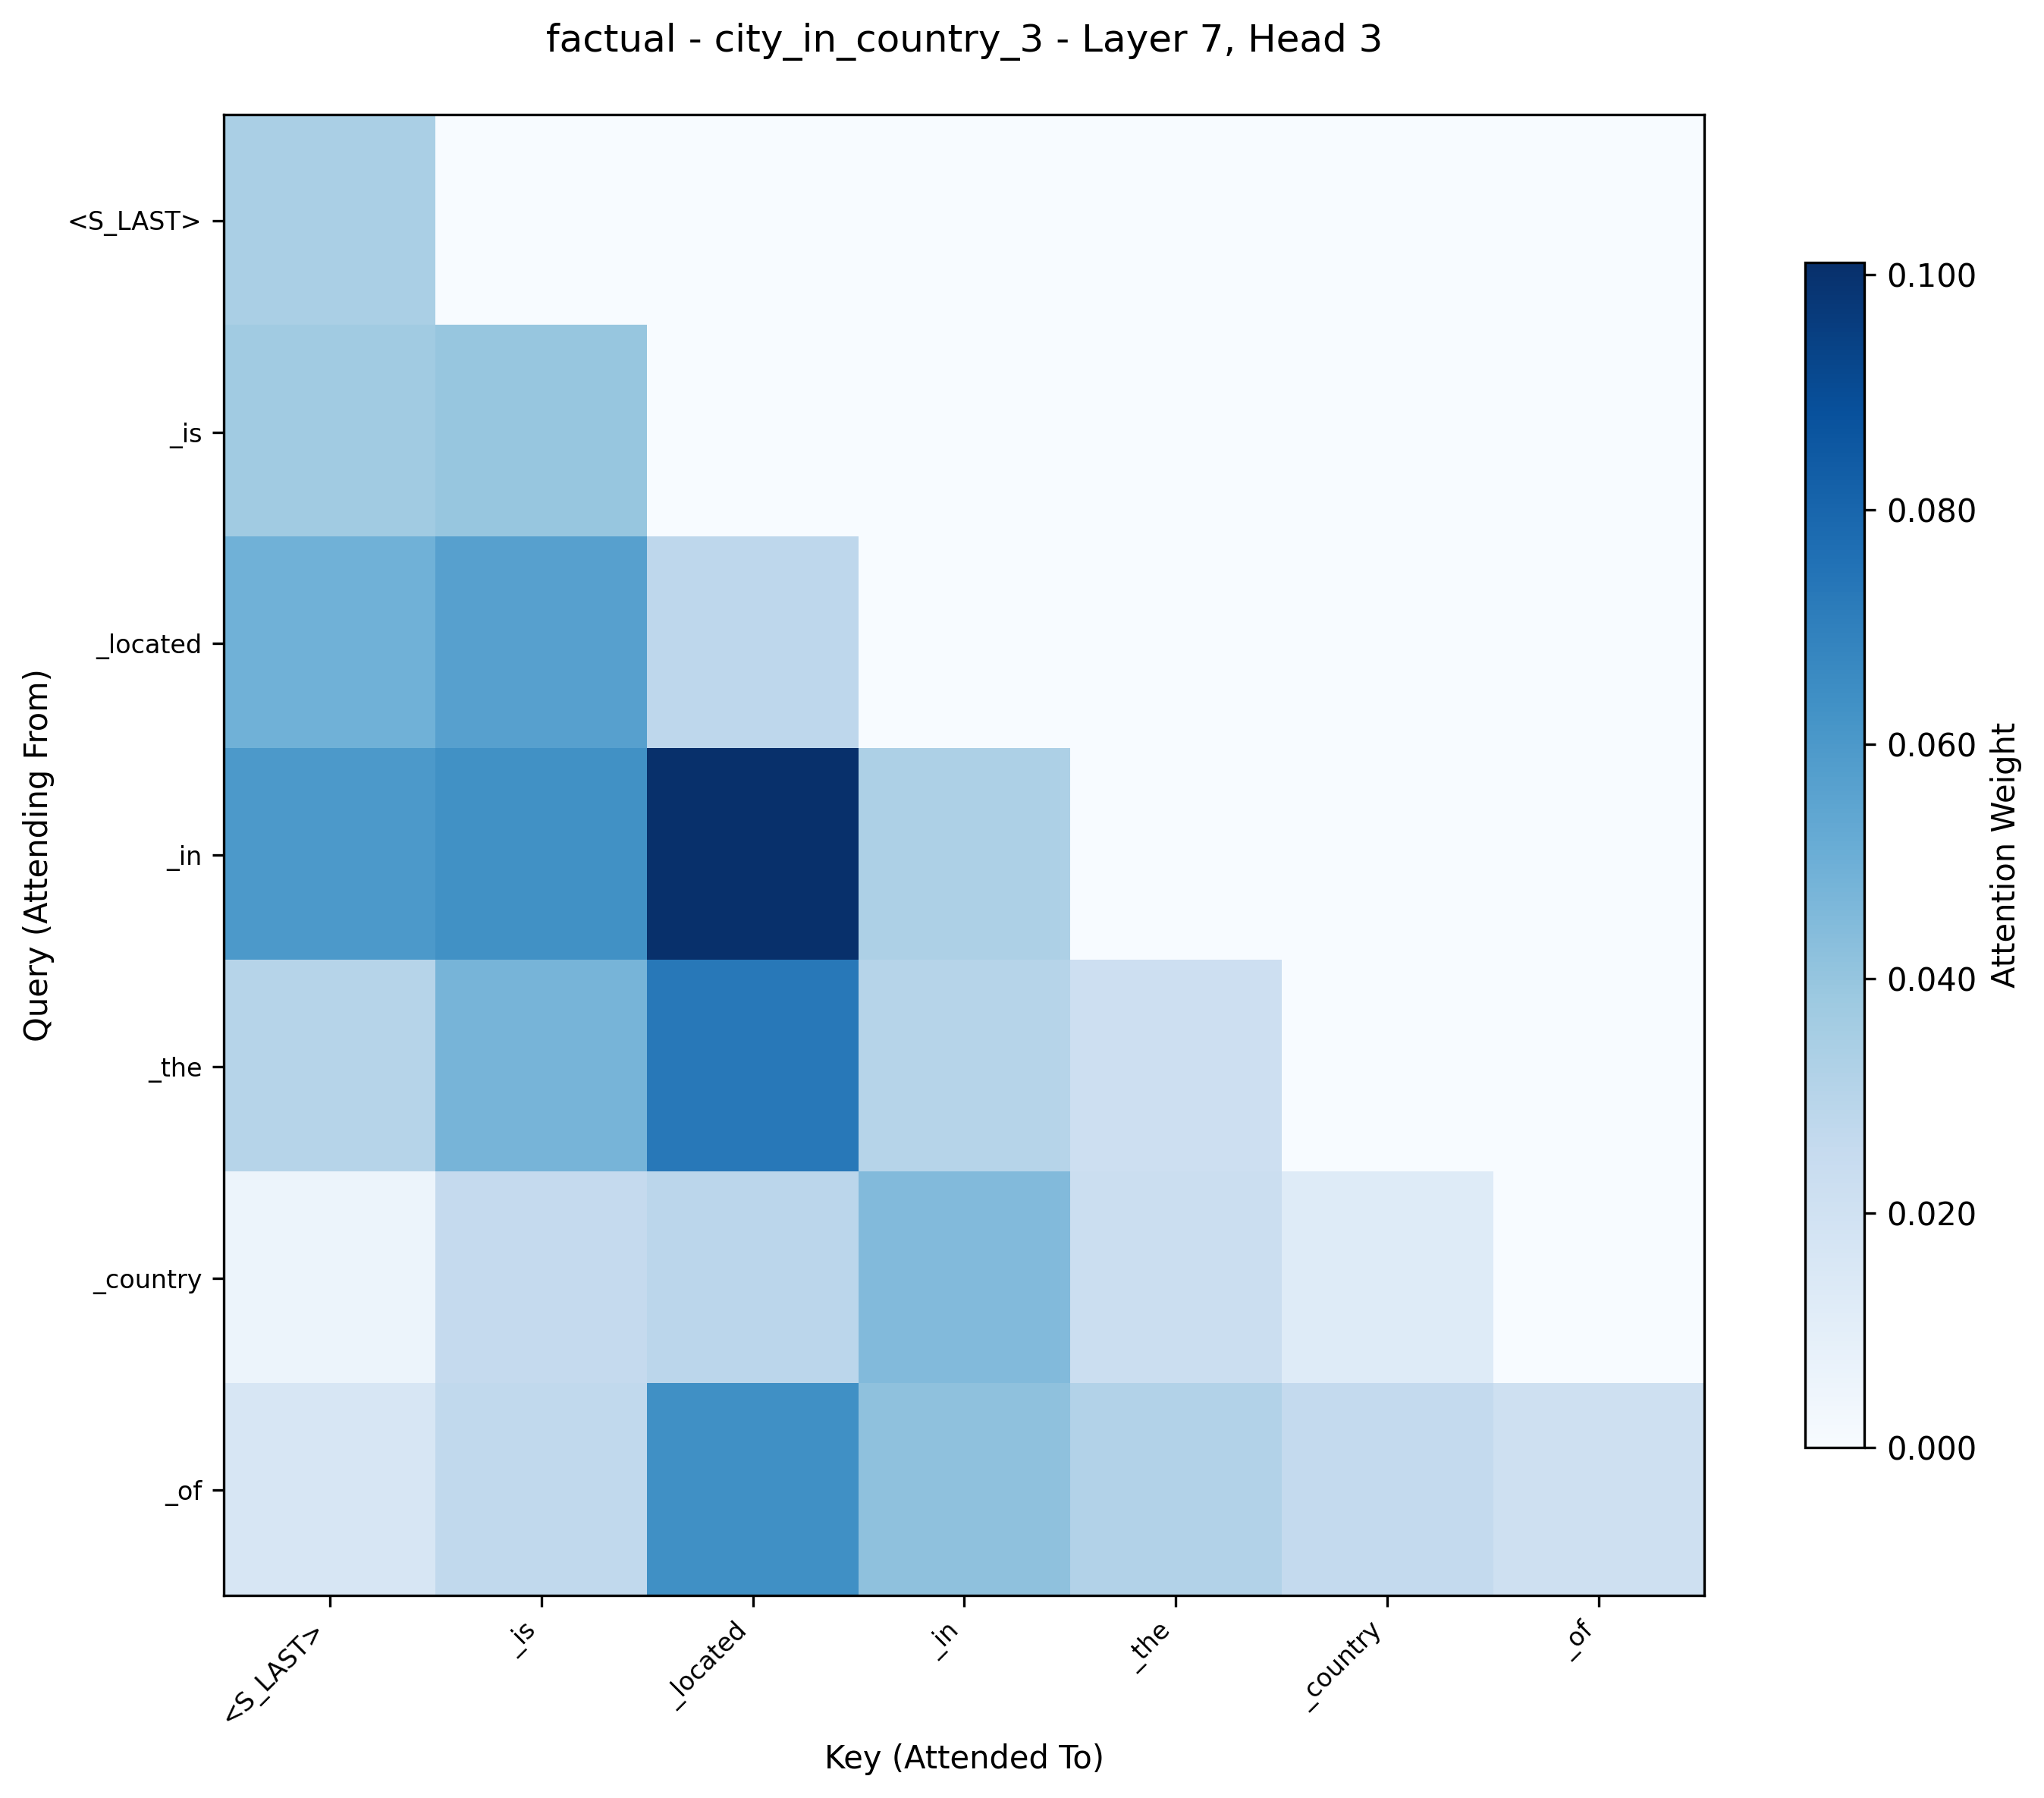 factual - city_in_country_3 - Layer 7, Head 3
Query (Attending From)
<S_LAST>
_is
_located
_in
_the
_country
_of
<S_LAST>
_is
_located
_in
_the
_country
_of
Key (Attended To)
0.100
0.080
0.060
0.040
0.020
0.000
Attention Weight